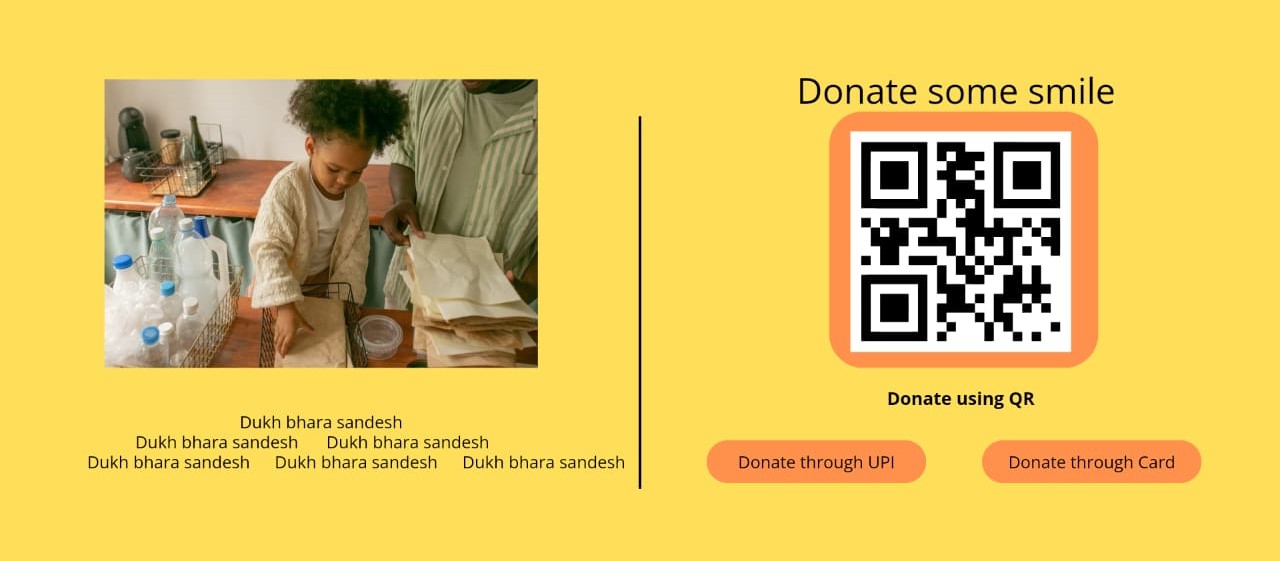 Dukh bhara sandesh
Dukh bhara sandesh Dukh bhara sandesh
Dukh bhara sandesh Dukh bhara sandesh Dukh bhara sandesh
Donate some smile
Donate using QR
Donate through UPI
Donate through Card